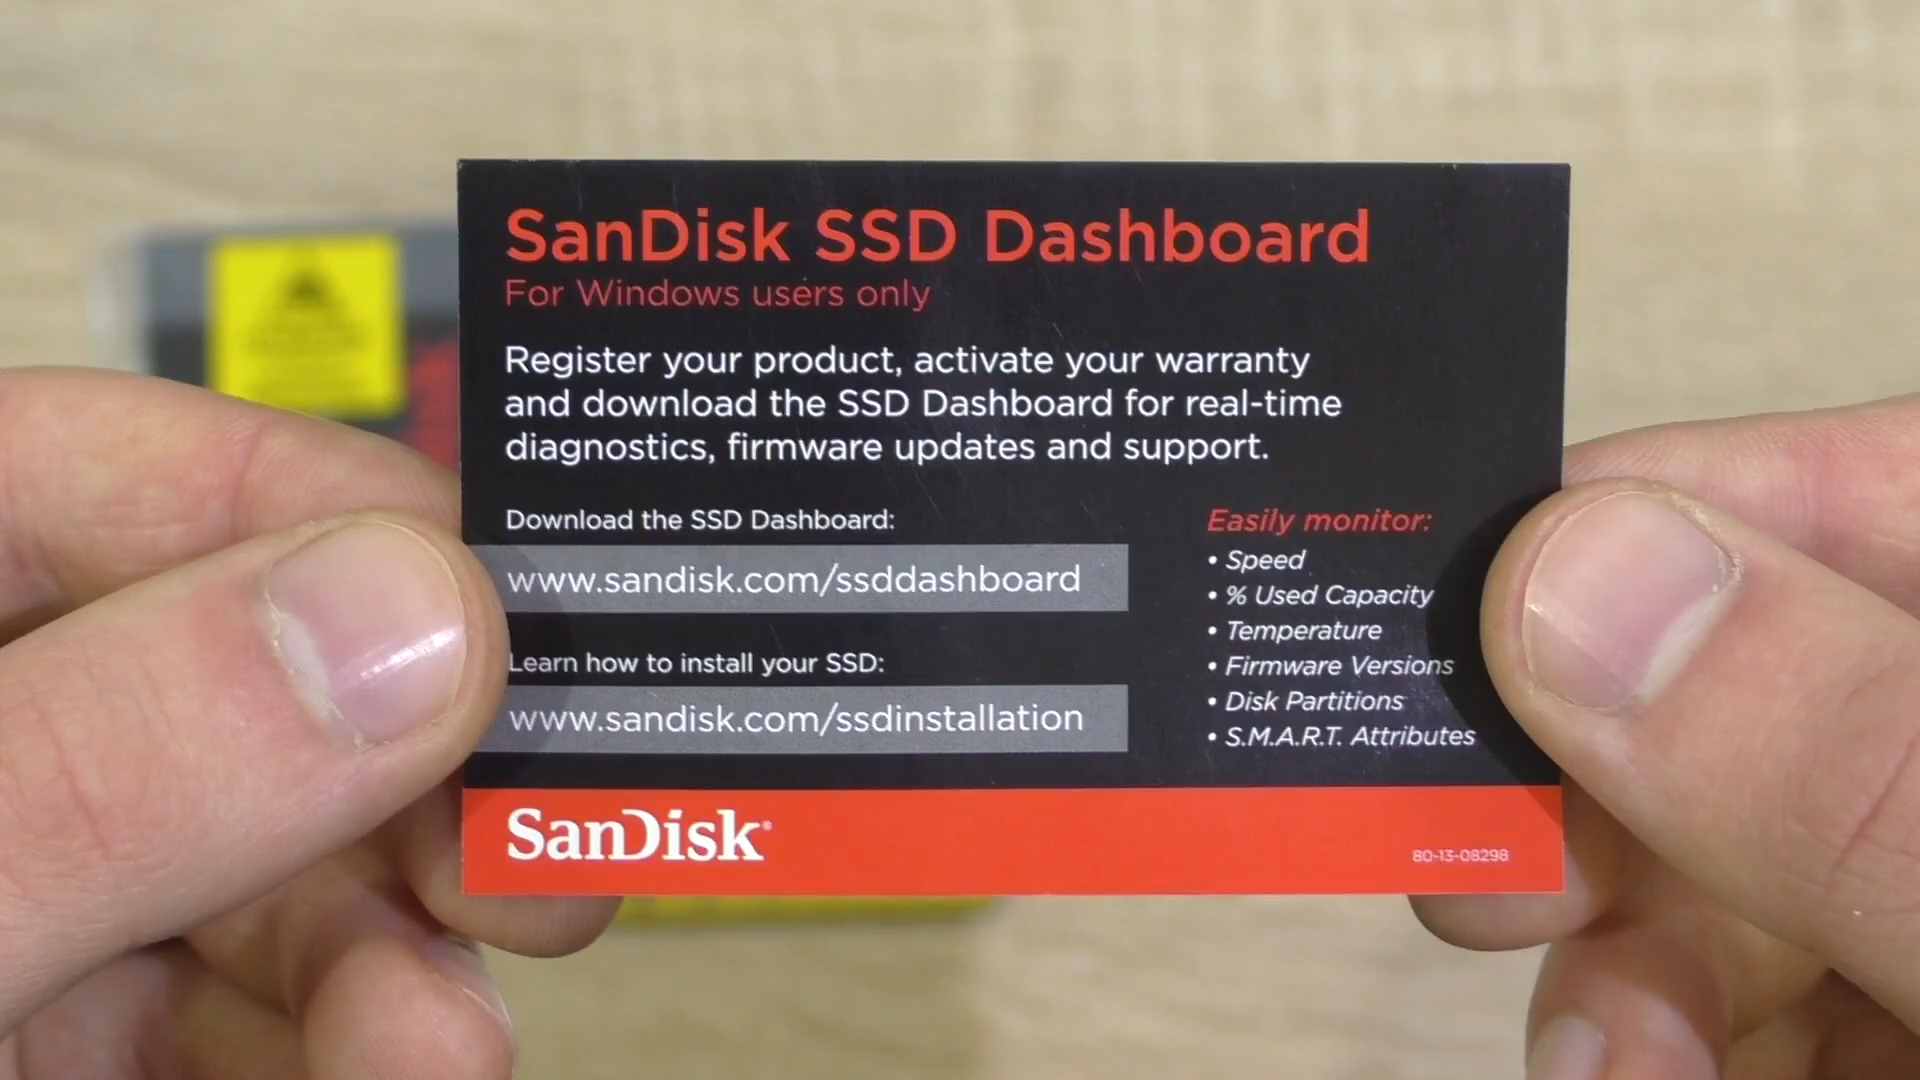 SanDisk SSD Dashboard
For Windows users only
Register your product, activate your warranty
and download the SSD Dashboard for real-time
diagnostics, firmware updates and support.
Download the SSD Dashboard:
www.sandisk.com/ssddashboard
Learn how to install your SSD:
www.sandisk.com/ssdinstallation
Easily monitor:
• Speed
• % Used Capacity
• Temperature
• Firmware Versions
• Disk Partitions
• S.M.A.R.T. Attributes
SanDisk®
80-13-08298